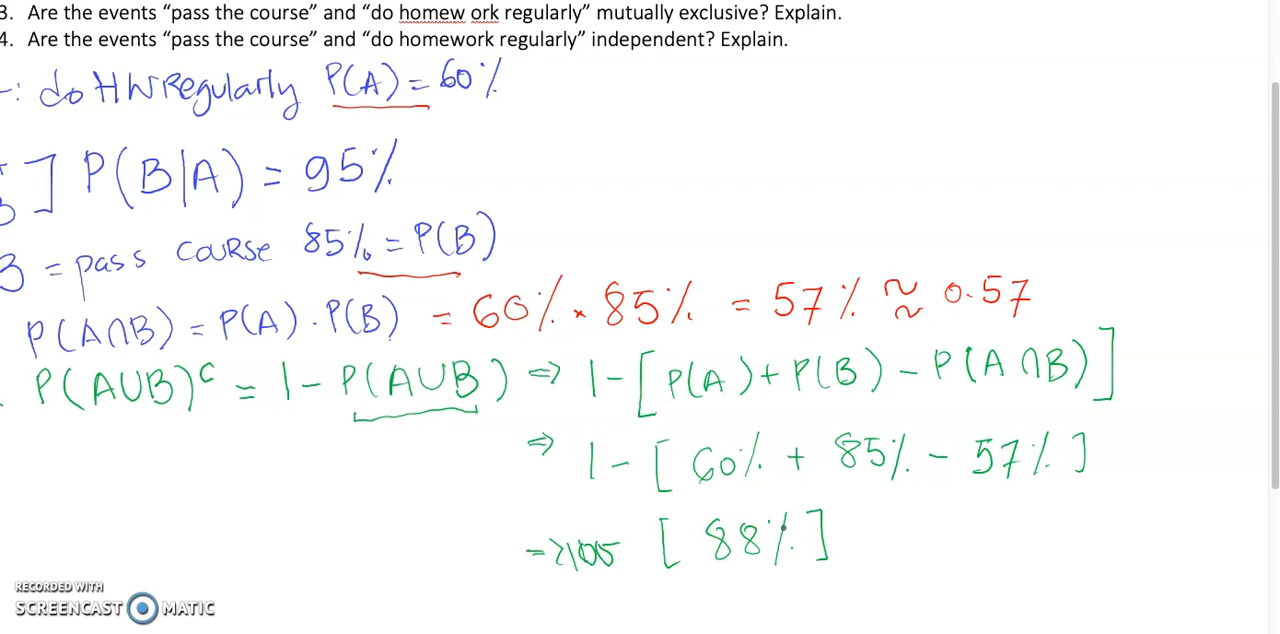 3. Are the events “pass the course” and “do homew ork regularly” mutually exclusive? Explain.
4. Are the events “pass the course” and “do homework regularly” independent? Explain.
: do HW Regularly P(A) = 60%
] P(B|A) = 95%
B = pass course 85% = P(B)
P(A∩B) = P(A) . P(B) = 60% × 85% = 57% ≈ 0.57
P(A∪B)ᶜ = 1 - P(A∪B) => 1 - [P(A) + P(B) - P(A∩B)]
=> 1 - [60% + 85% - 57%]
=> [88%]
RECORDED WITH
SCREENCAST MATIC